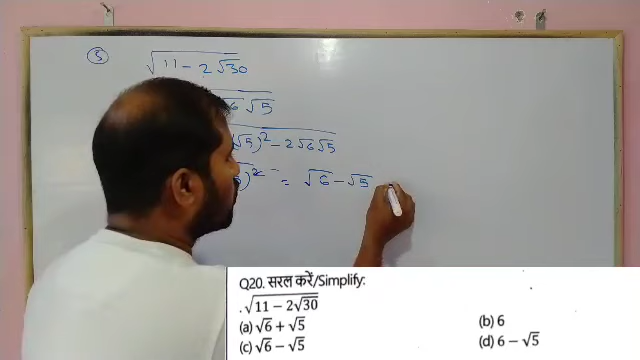 5
√11 - 2√30
√5
√5)² - 2√6√5
)² = √6 - √5
Q20. सरल करें/Simplify:
. √11 − 2√30
(a) √6 + √5
(b) 6
(c) √6 − √5
(d) 6 − √5